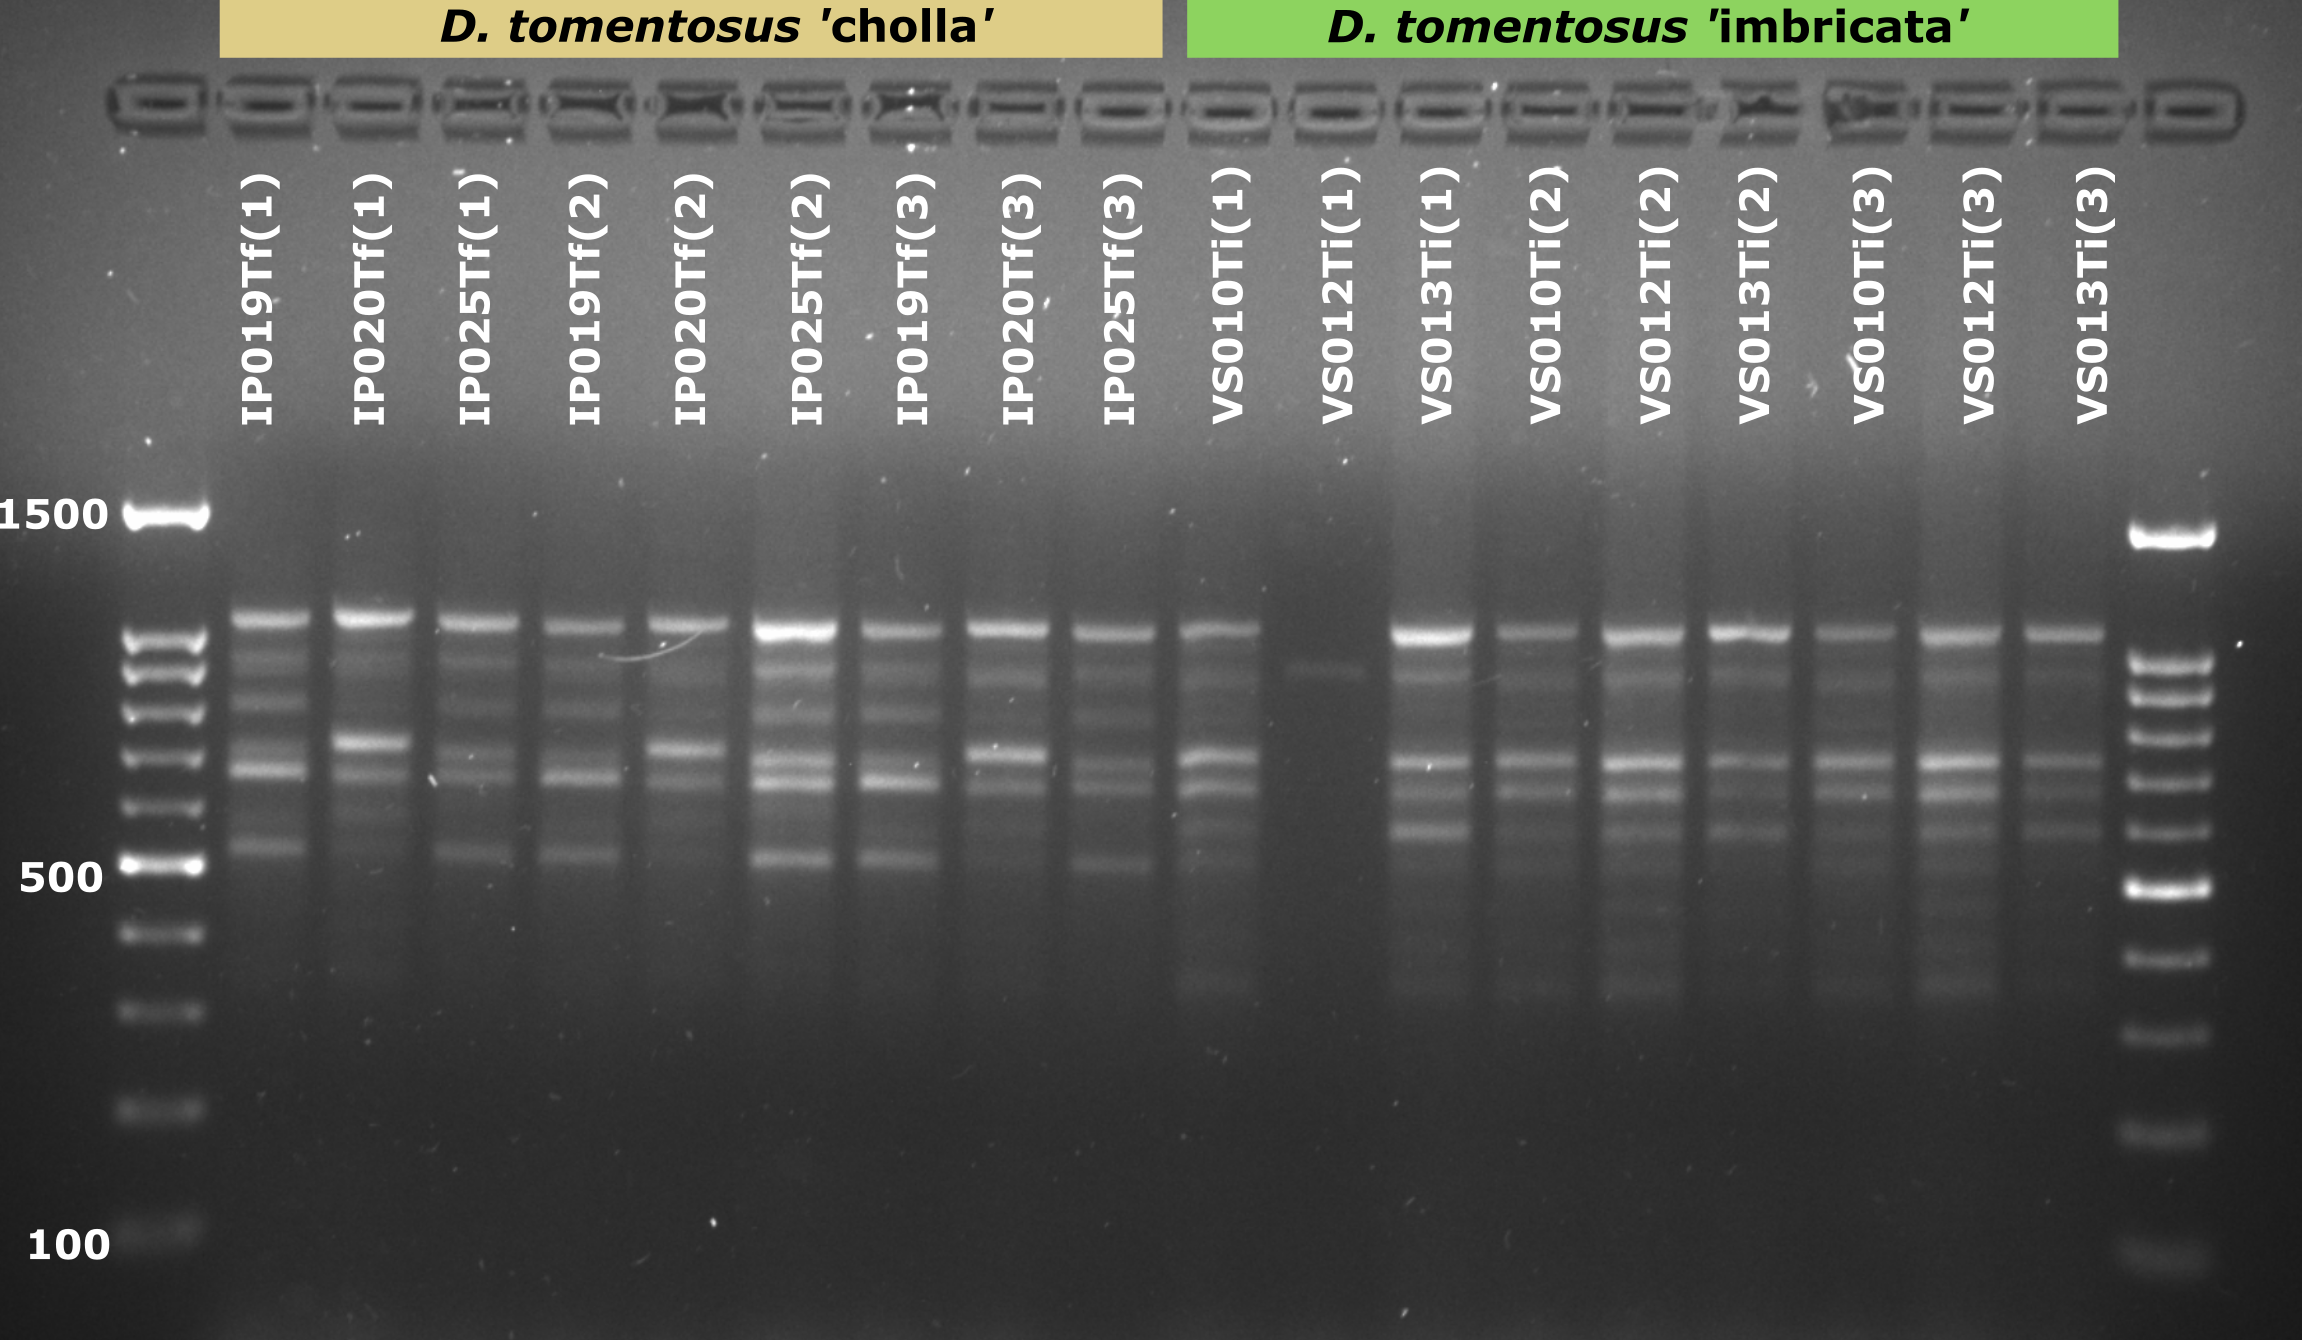 D. tomentosus 'cholla'
D. tomentosus 'imbricata'
IP019Tf(1)
IP020Tf(1)
IP025Tf(1)
IP019Tf(2)
IP020Tf(2)
IP025Tf(2)
IP019Tf(3)
IP020Tf(3)
IP025Tf(3)
VS010Ti(1)
VS012Ti(1)
VS013Ti(1)
VS010Ti(2)
VS012Ti(2)
VS013Ti(2)
VS010Ti(3)
VS012Ti(3)
VS013Ti(3)
1500
500
100